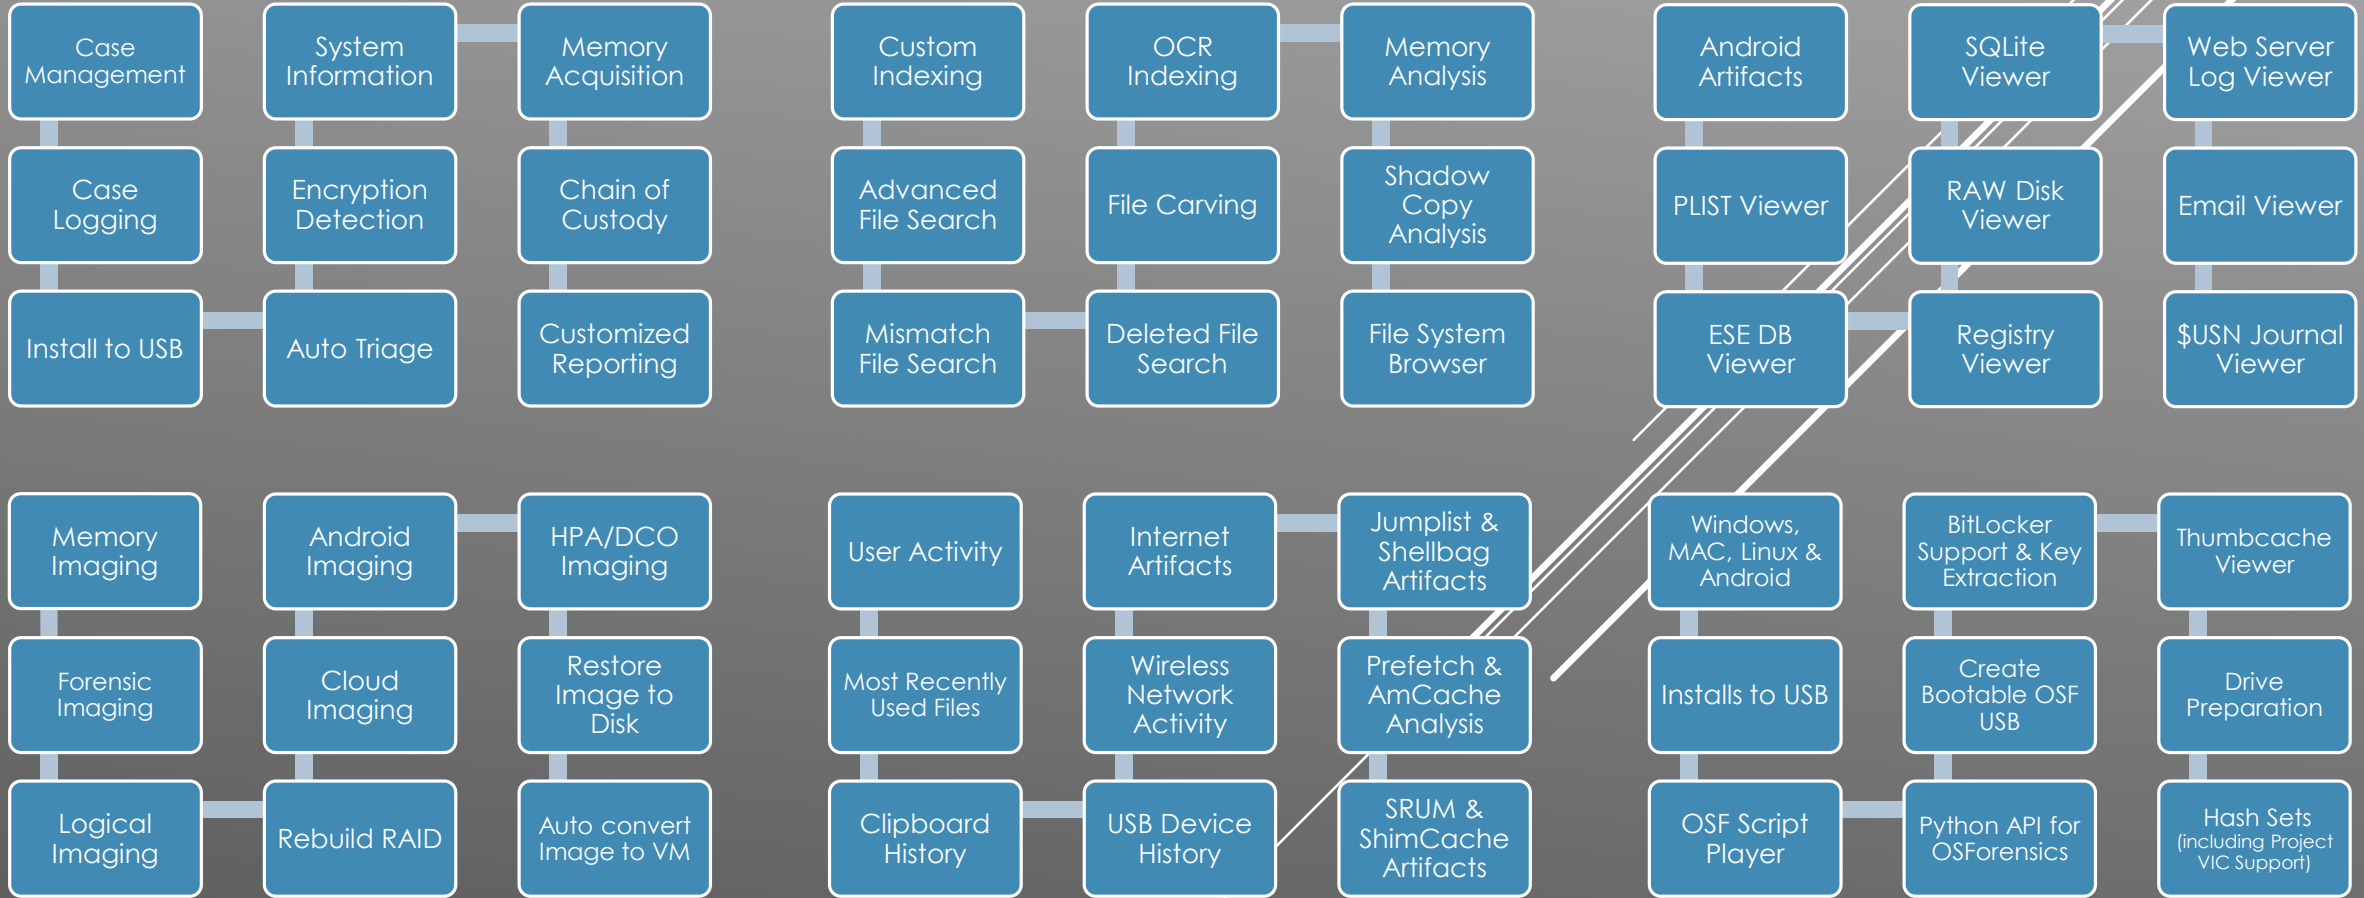 Case
Management
Case
Logging
Install to USB
Auto Triage
Encryption
Detection
System
Information
Memory
Acquisition
Chain of
Custody
Customized
Reporting
Custom
Indexing
Advanced
File Search
Mismatch
File Search
Deleted File
Search
File Carving
OCR
Indexing
Memory
Analysis
Shadow
Copy
Analysis
File System
Browser
Android
Artifacts
PLIST Viewer
ESE DB
Viewer
Registry
Viewer
RAW Disk
Viewer
SQLite
Viewer
Web Server
Log Viewer
Email Viewer
$USN Journal
Viewer
Memory
Imaging
Forensic
Imaging
Logical
Imaging
Rebuild RAID
Cloud
Imaging
Android
Imaging
HPA/DCO
Imaging
Restore
Image to
Disk
Auto convert
Image to VM
User Activity
Most Recently
Used Files
Clipboard
History
USB Device
History
Wireless
Network
Activity
Internet
Artifacts
Jumplist &
Shellbag
Artifacts
Prefetch &
AmCache
Analysis
SRUM &
ShimCache
Artifacts
Windows,
MAC, Linux &
Android
Installs to USB
OSF Script
Player
Python API for
OSForensics
Create
Bootable OSF
USB
BitLocker
Support & Key
Extraction
Thumbcache
Viewer
Drive
Preparation
Hash Sets
(including Project
VIC Support)